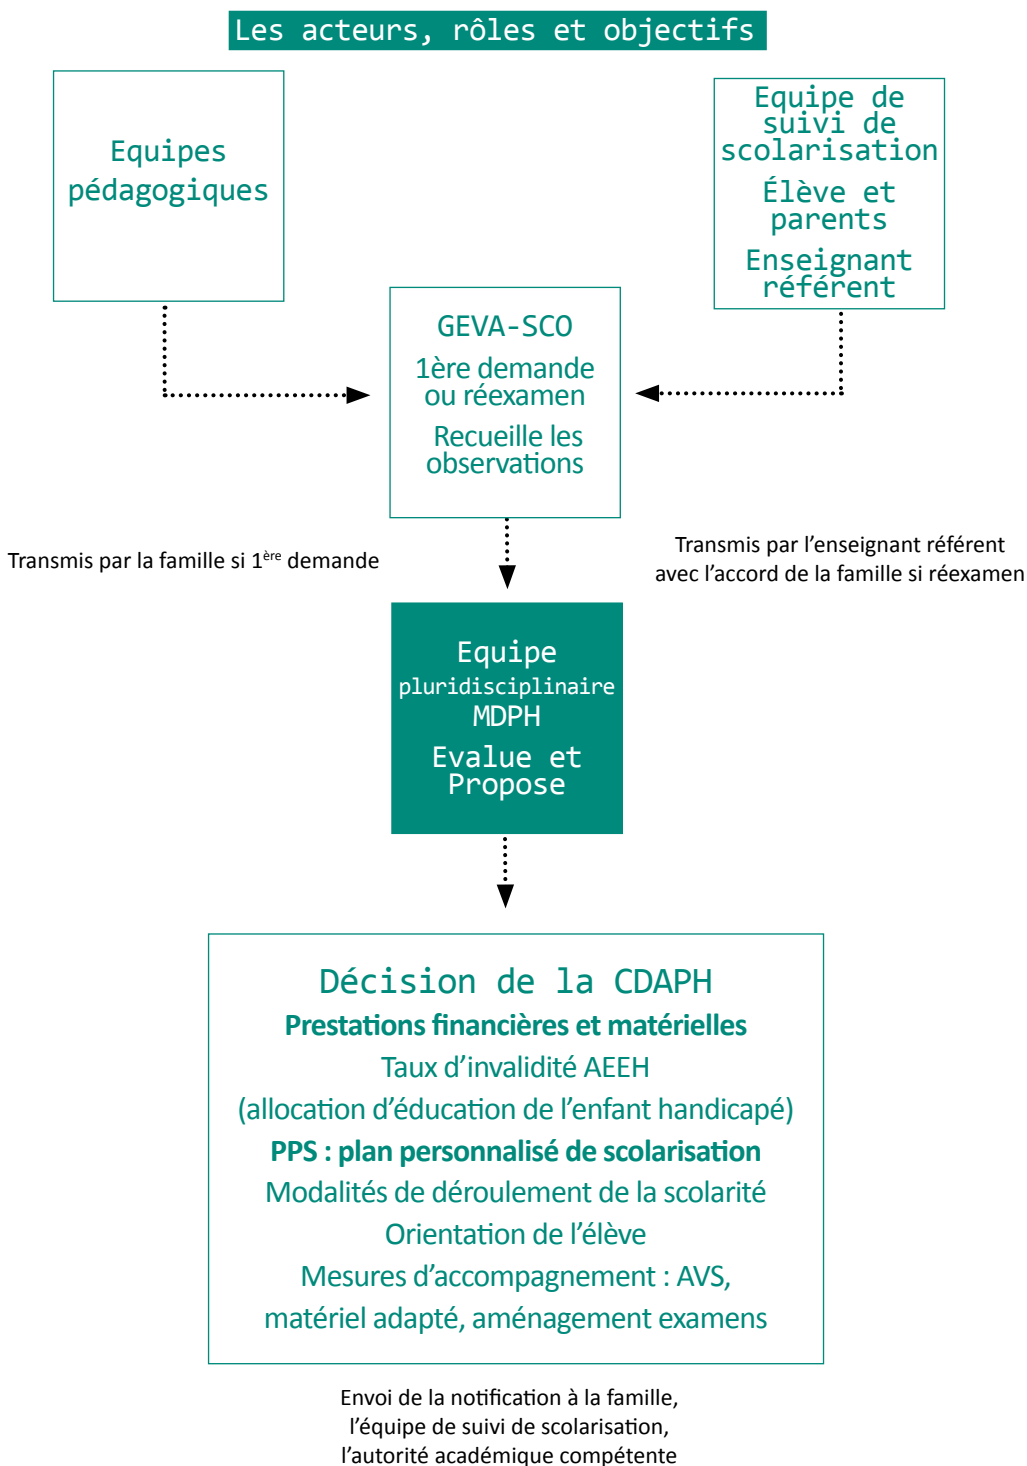 Les acteurs, rôles et objectifs
Equipes
pédagogiques
Equipe de
suivi de
scolarisation
Élève et
parents
Enseignant
référent
GEVA-SCO
1ère demande
ou réexamen
Recueille les
observations
Transmis par la famille si 1ère demande
Transmis par l’enseignant référent
avec l’accord de la famille si réexamen
Equipe
pluridisciplinaire
MDPH
Evalue et
Propose
Décision de la CDAPH
Prestations financières et matérielles
Taux d’invalidité AEEH
(allocation d’éducation de l’enfant handicapé)
PPS : plan personnalisé de scolarisation
Modalités de déroulement de la scolarité
Orientation de l’élève
Mesures d’accompagnement : AVS,
matériel adapté, aménagement examens
Envoi de la notification à la famille,
l’équipe de suivi de scolarisation,
l’autorité académique compétente